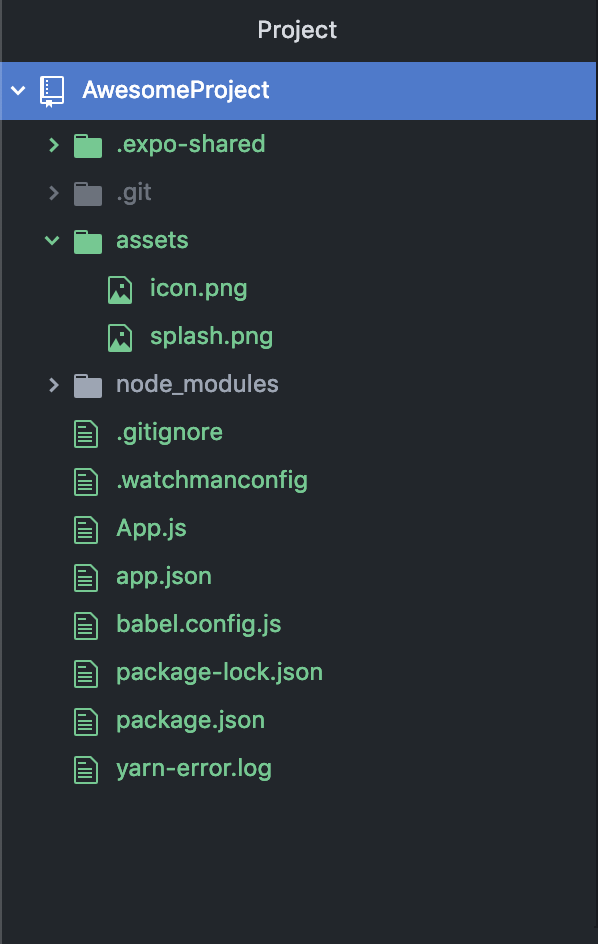 Project
AwesomeProject
.expo-shared
.git
assets
icon.png
splash.png
node_modules
.gitignore
.watchmanconfig
App.js
app.json
babel.config.js
package-lock.json
package.json
yarn-error.log